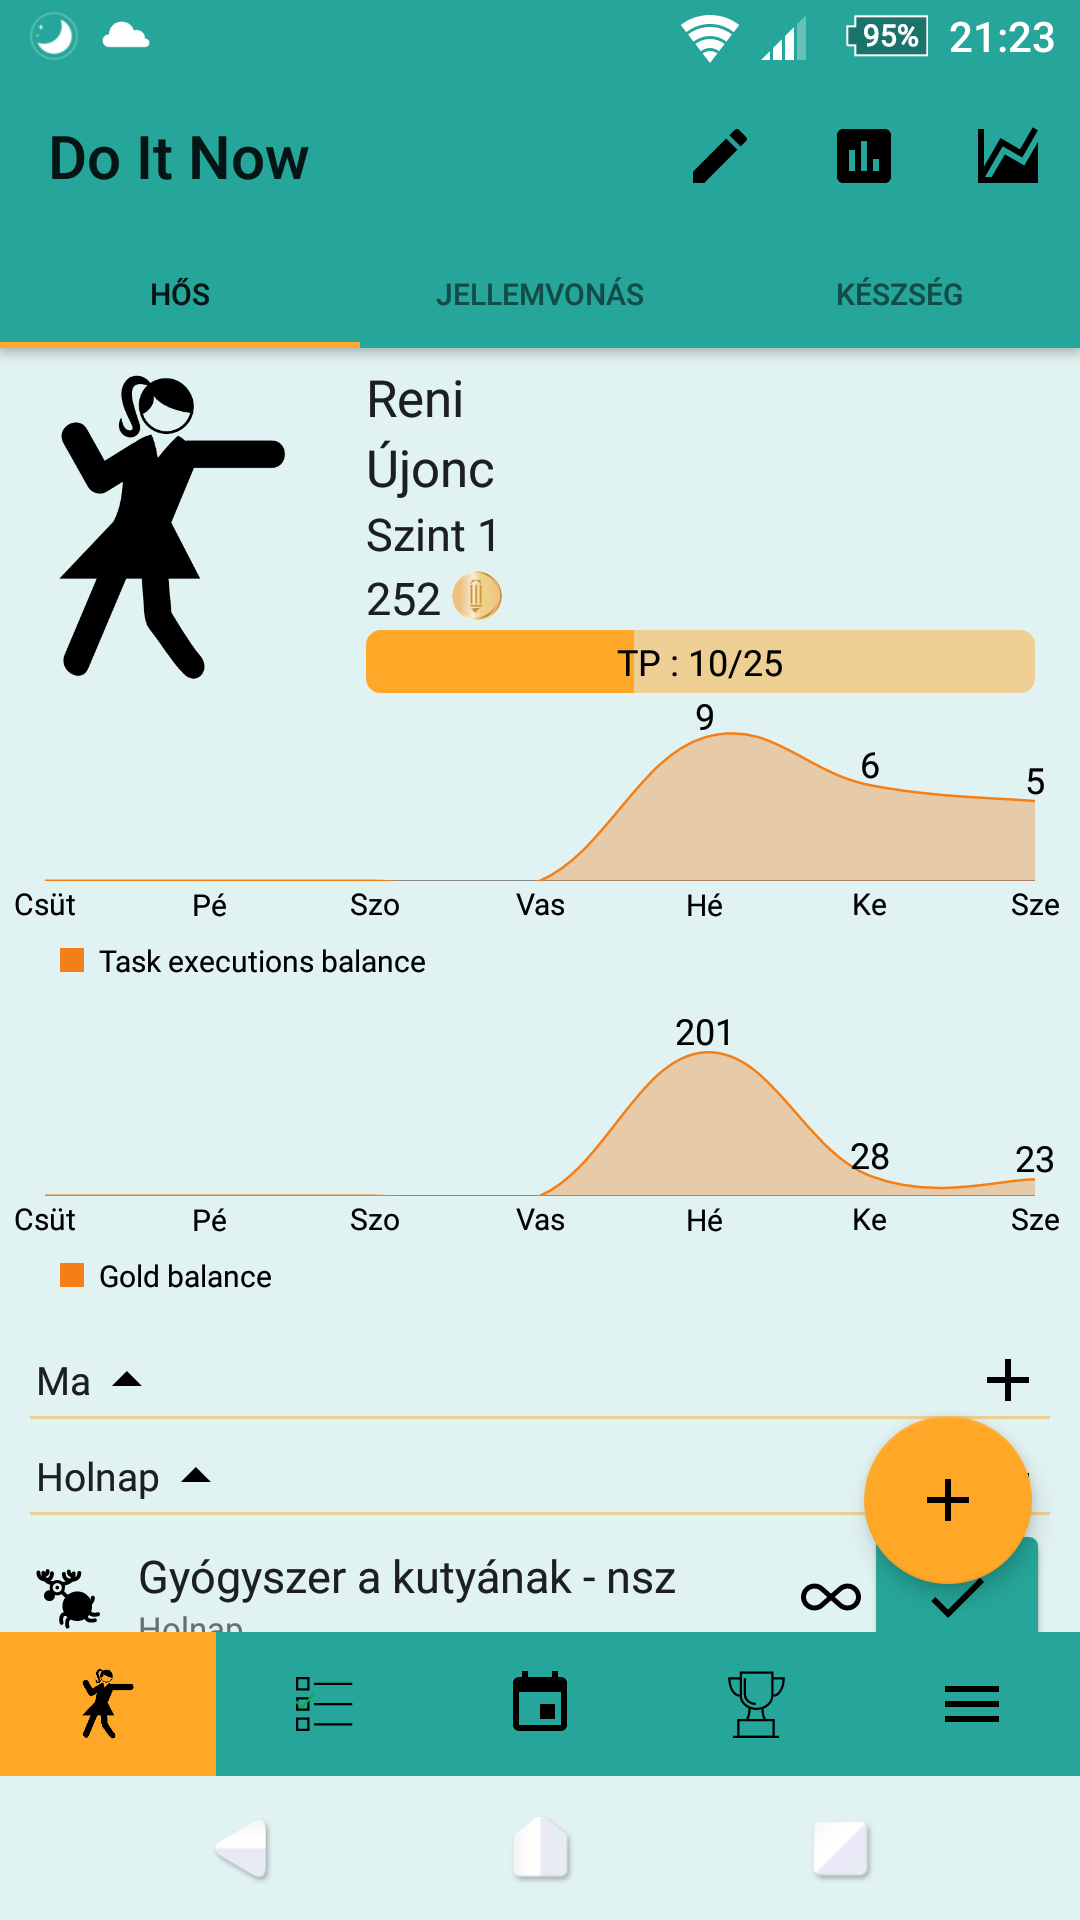 95% 21:23
Do It Now
HŐS JELLEMVONÁS KÉSZSÉG
Reni
Újonc
Szint 1
252
TP : 10/25
9
6
5
Csüt Pé Szo Vas Hé Ke Sze
Task executions balance
201
28
23
Csüt Pé Szo Vas Hé Ke Sze
Gold balance
Ma
Holnap
Gyógyszer a kutyának - nsz
Holnap